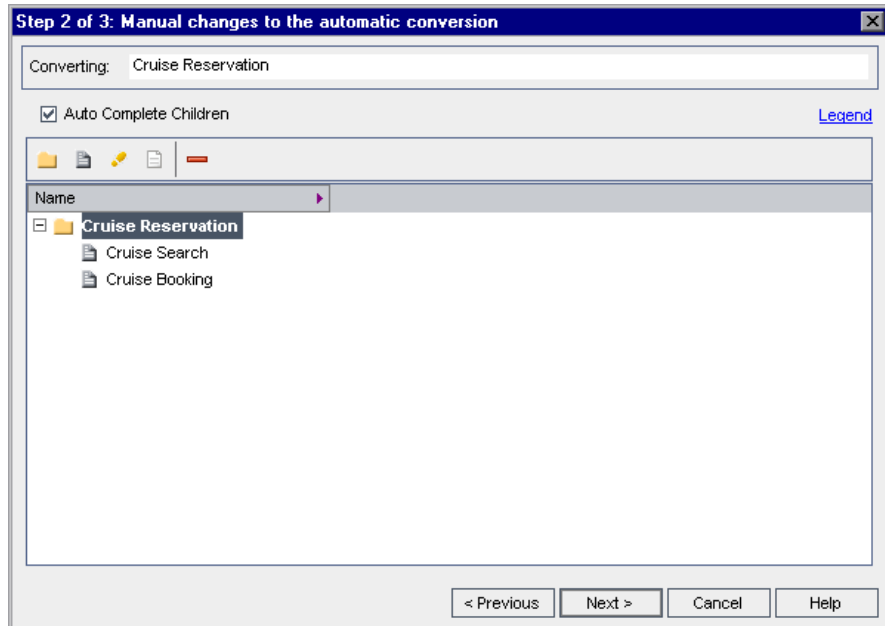 Step 2 of 3: Manual changes to the automatic conversion
Converting: Cruise Reservation
Auto Complete Children Legend
Name
Cruise Reservation
Cruise Search
Cruise Booking
< Previous Next > Cancel Help